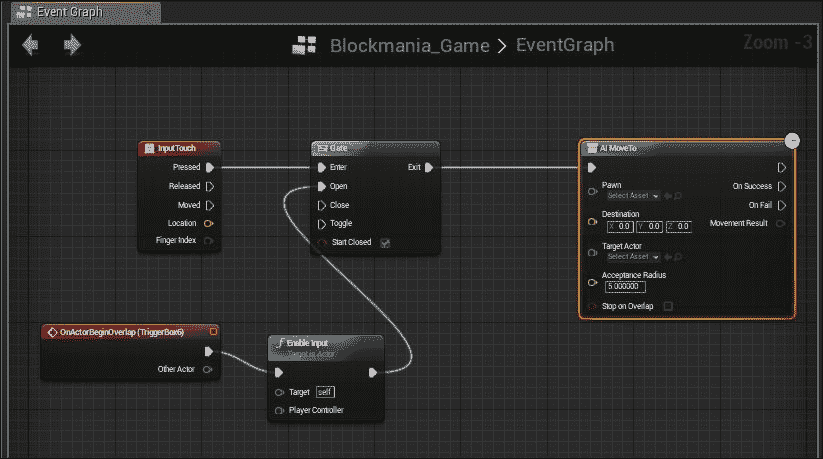 Event Graph
Blockmania_Game > EventGraph
Zoom -3
InputTouch
Pressed
Released
Moved
Location
Finger Index
Gate
Enter
Exit
Open
Close
Toggle
Start Closed
AI MoveTo
Pawn
Select Asset
On Success
On Fail
Destination
X 0.0 Y 0.0 Z 0.0
Movement Result
Target Actor
Select Asset
Acceptance Radius
5.000000
Stop on Overlap
OnActorBeginOverlap (TriggerBox6)
Other Actor
Enable Input
Target is Actor
Target self
Player Controller